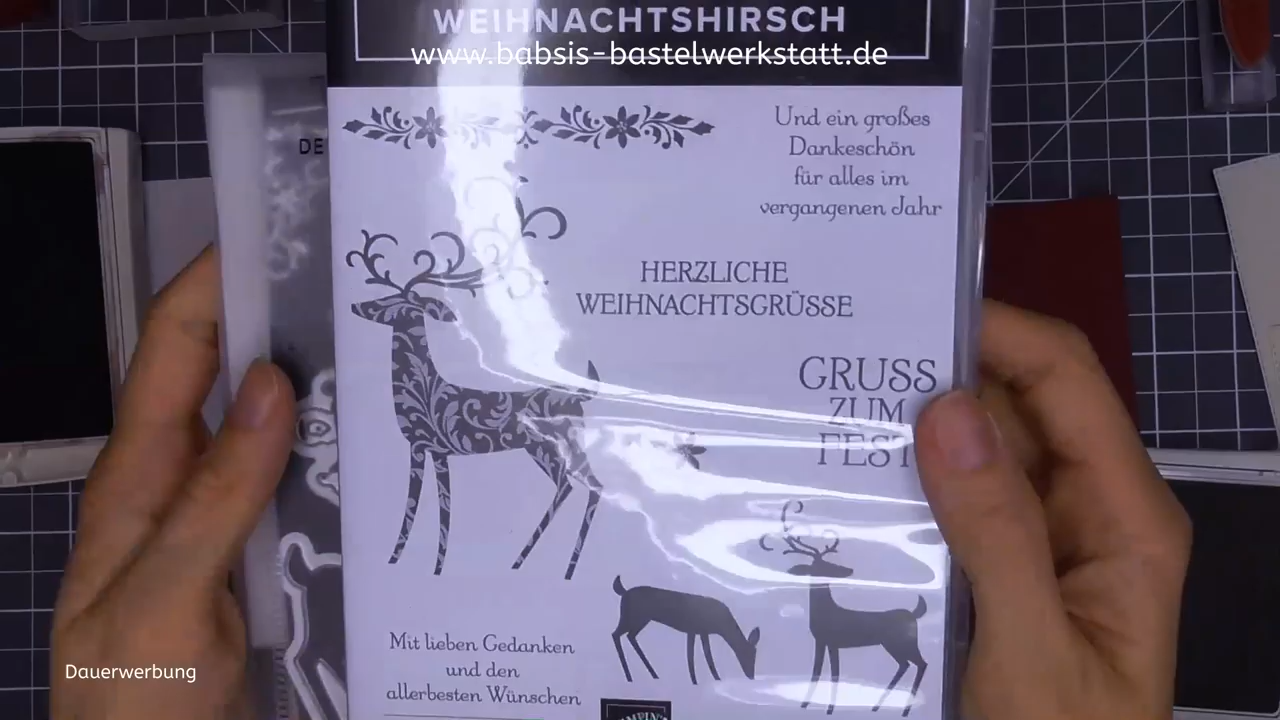 WEIHNACHTSHIRSCH
www.babsis-bastelwerkstatt.de
DE
Und ein großes
Dankeschön
für alles im
vergangenen Jahr
HERZLICHE
WEIHNACHTSGRÜSSE
GRUSS
ZUM
FEST
Mit lieben Gedanken
und den
allerbesten Wünschen
Dauerwerbung